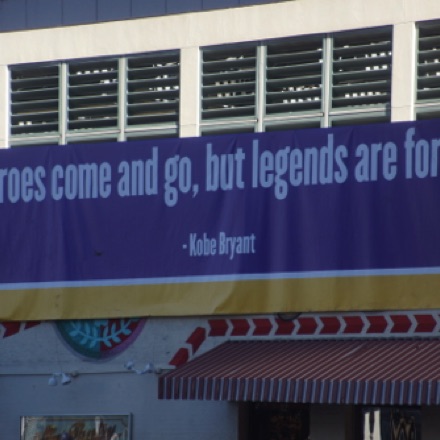 roes come and go, but legends are for
- Kobe Bryant